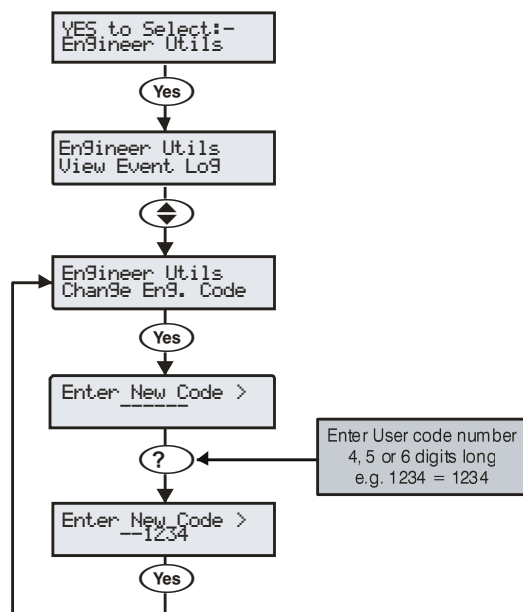 YES to Select:-
Engineer Utils
Yes
Engineer Utils
View Event Log
Engineer Utils
Change Eng. Code
Yes
Enter New Code >
------
?
Enter User code number
4, 5 or 6 digits long
e.g. 1234 = 1234
Enter New Code >
--1234
Yes